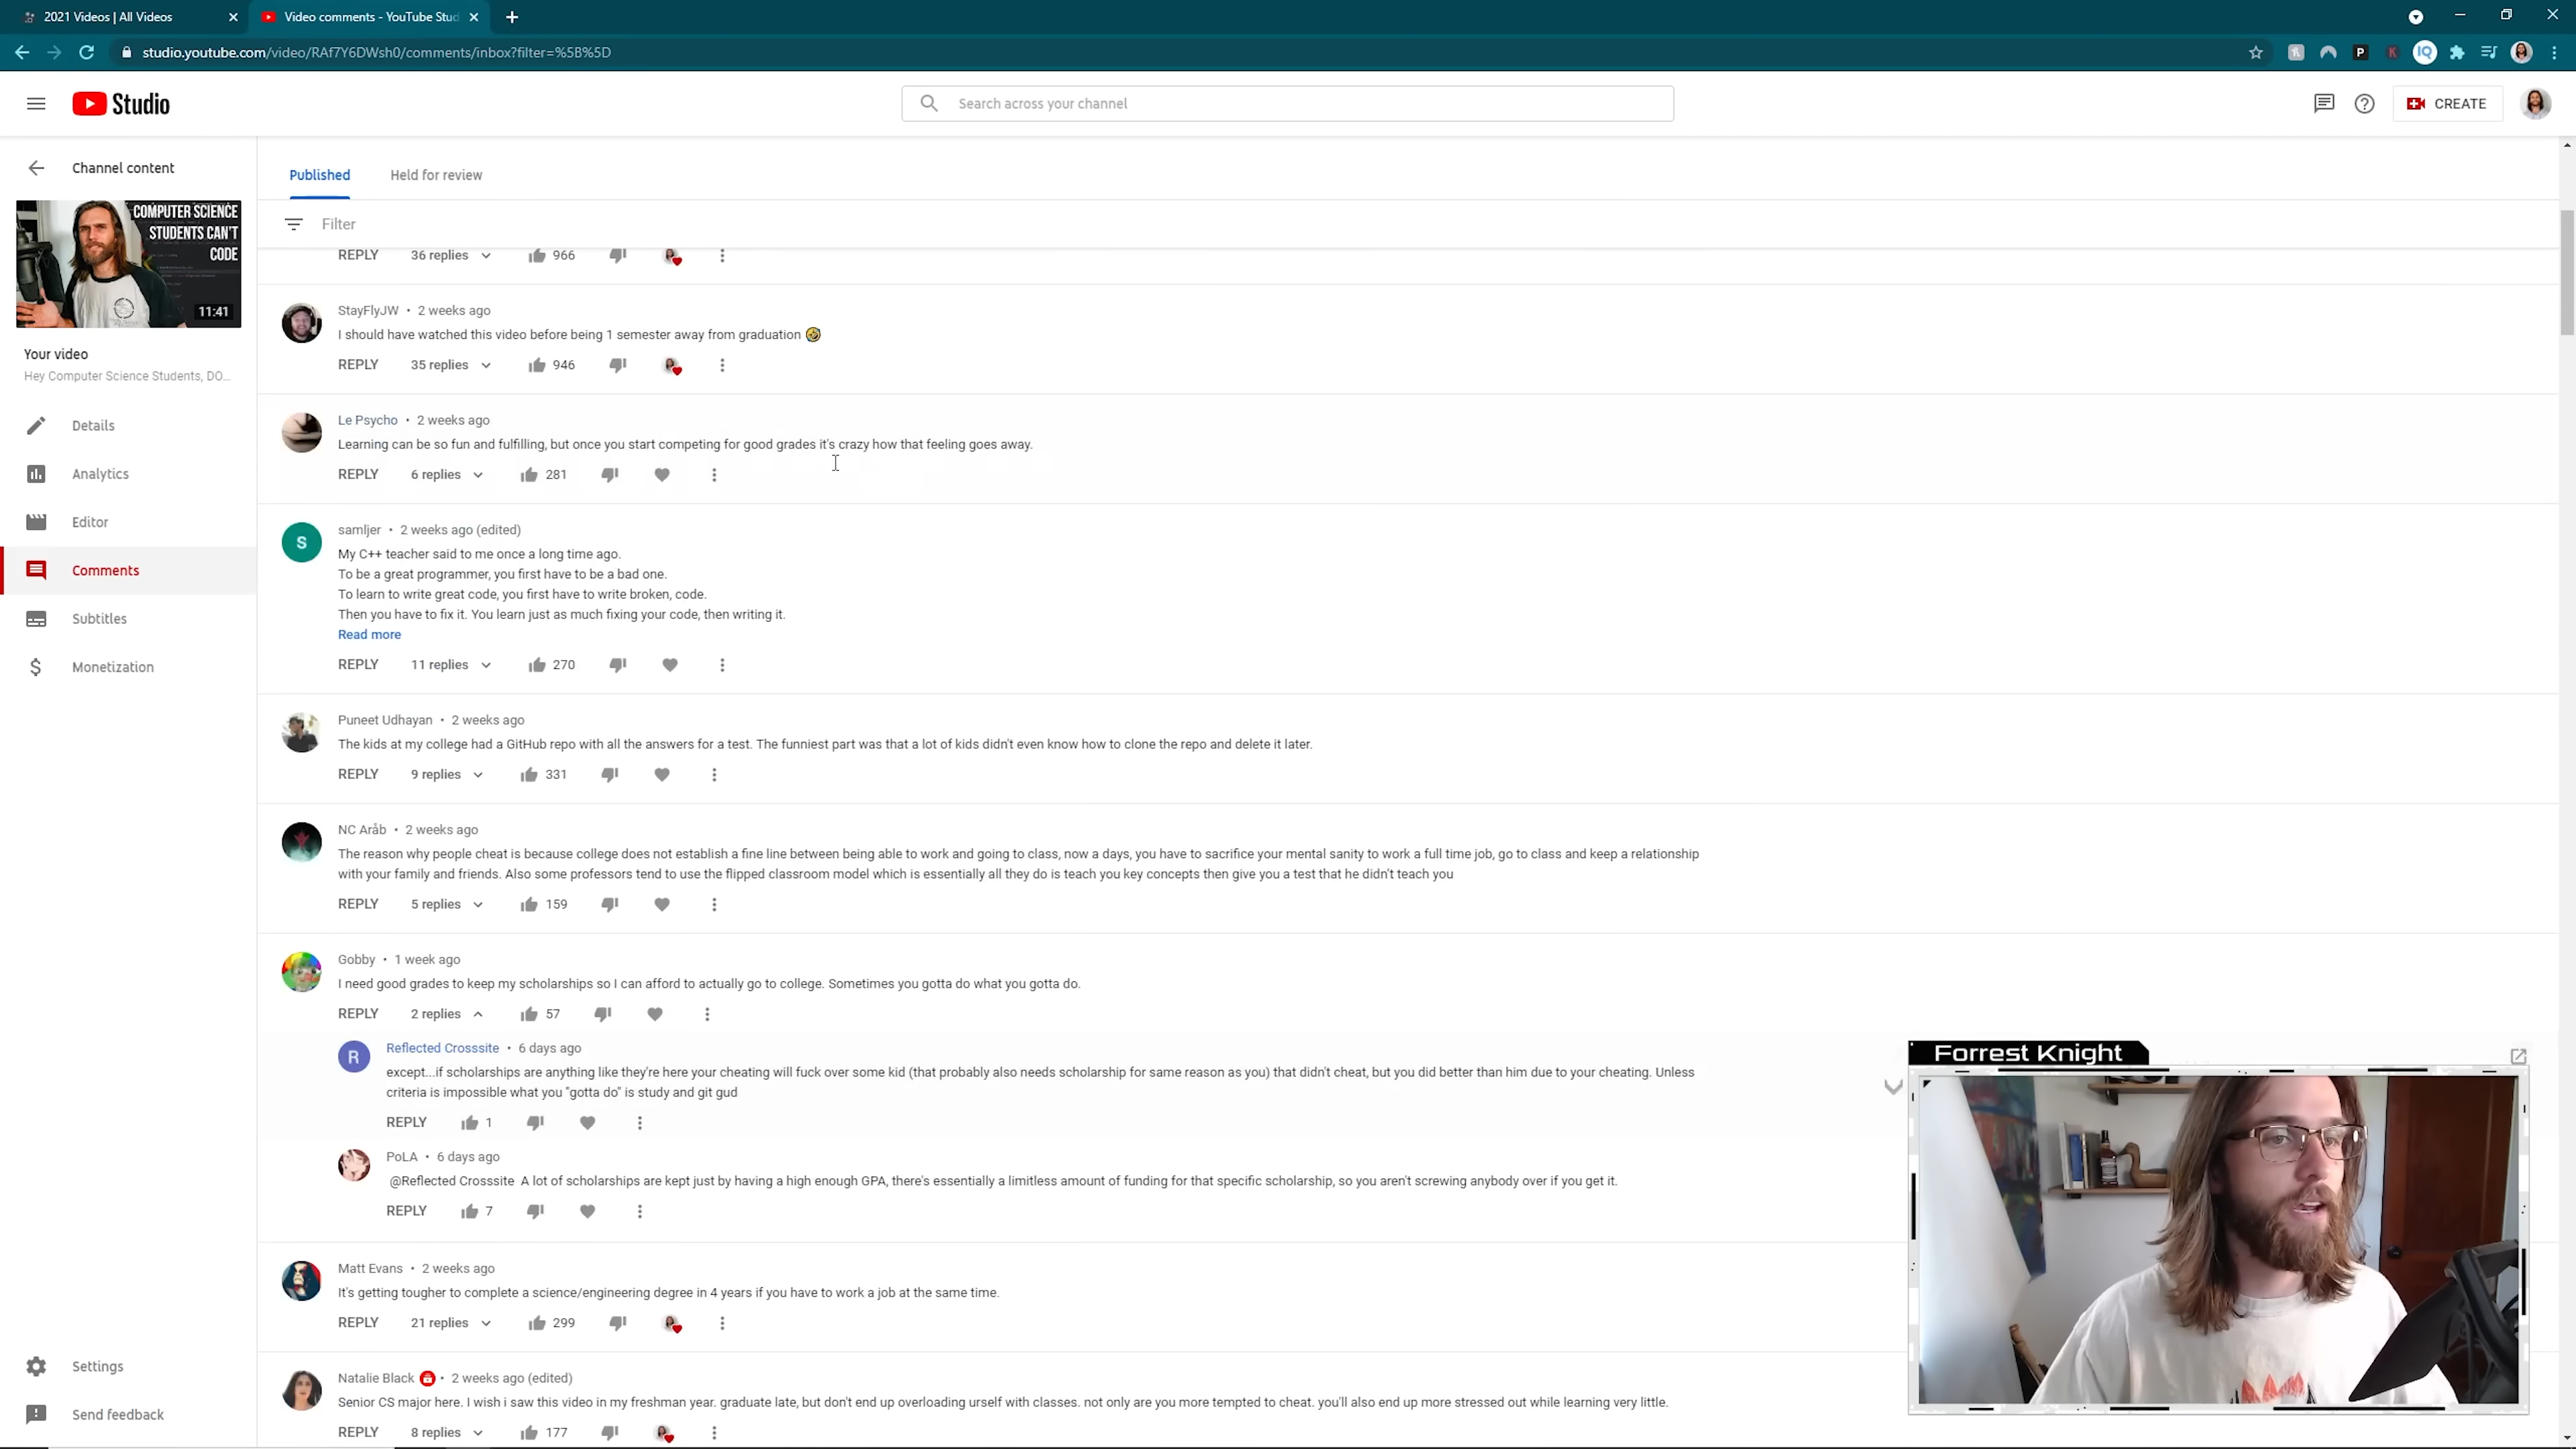 2021 Videos | All Videos
Video comments - YouTube Stud
studio.youtube.com/video/RAf7Y6DWsh0/comments/inbox?filter=%5B%5D
Studio
Search across your channel
CREATE
Channel content
COMPUTER SCIENCE
STUDENTS CAN'T
CODE
11:41
Your video
Hey Computer Science Students, DO...
Details
Analytics
Editor
Comments
Subtitles
Monetization
Settings
Send feedback
Published
Held for review
Filter
REPLY 36 replies 966
StayFlyJW • 2 weeks ago
I should have watched this video before being 1 semester away from graduation 🤣
REPLY 35 replies 946
Le Psycho • 2 weeks ago
Learning can be so fun and fulfilling, but once you start competing for good grades it's crazy how that feeling goes away.
REPLY 6 replies 281
S
samljer • 2 weeks ago (edited)
My C++ teacher said to me once a long time ago.
To be a great programmer, you first have to be a bad one.
To learn to write great code, you first have to write broken, code.
Then you have to fix it. You learn just as much fixing your code, then writing it.
Read more
REPLY 11 replies 270
Puneet Udhayan • 2 weeks ago
The kids at my college had a GitHub repo with all the answers for a test. The funniest part was that a lot of kids didn't even know how to clone the repo and delete it later.
REPLY 9 replies 331
NC Aråb • 2 weeks ago
The reason why people cheat is because college does not establish a fine line between being able to work and going to class, now a days, you have to sacrifice your mental sanity to work a full time job, go to class and keep a relationship
with your family and friends. Also some professors tend to use the flipped classroom model which is essentially all they do is teach you key concepts then give you a test that he didn't teach you
REPLY 5 replies 159
Gobby • 1 week ago
I need good grades to keep my scholarships so I can afford to actually go to college. Sometimes you gotta do what you gotta do.
REPLY 2 replies 57
R
Reflected Crosssite • 6 days ago
except...if scholarships are anything like they're here your cheating will fuck over some kid (that probably also needs scholarship for same reason as you) that didn't cheat, but you did better than him due to your cheating. Unless
criteria is impossible what you "gotta do" is study and git gud
REPLY 1
PoLA • 6 days ago
@Reflected Crosssite A lot of scholarships are kept just by having a high enough GPA, there's essentially a limitless amount of funding for that specific scholarship, so you aren't screwing anybody over if you get it.
REPLY 7
Matt Evans • 2 weeks ago
It's getting tougher to complete a science/engineering degree in 4 years if you have to work a job at the same time.
REPLY 21 replies 299
Natalie Black • 2 weeks ago (edited)
Senior CS major here. I wish i saw this video in my freshman year. graduate late, but don't end up overloading urself with classes. not only are you more tempted to cheat. you'll also end up more stressed out while learning very little.
REPLY 8 replies 177
Forrest Knight